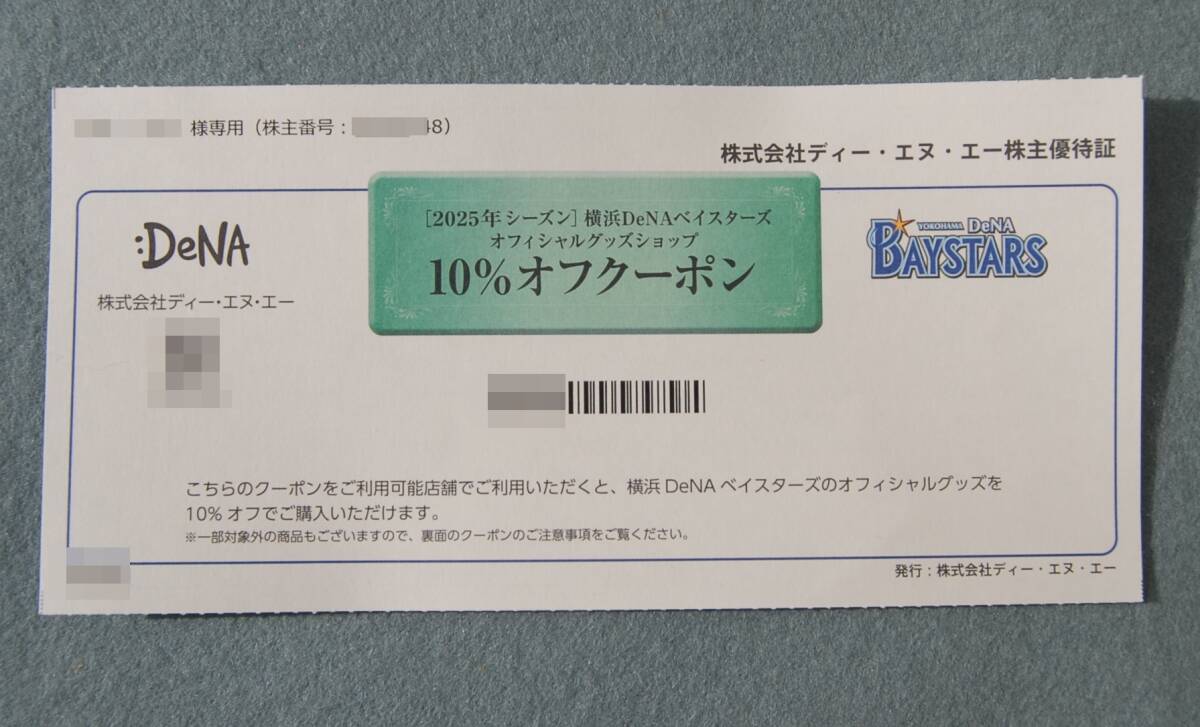 様専用（株主番号：48）
株式会社ディー・エヌ・エー株主優待証
:DeNA
株式会社ディー・エヌ・エー
［2025年シーズン］横浜DeNAベイスターズ
オフィシャルグッズショップ
10%オフクーポン
YOKOHAMA DeNA
BAYSTARS
こちらのクーポンをご利用可能店舗でご利用いただくと、横浜 DeNA ベイスターズのオフィシャルグッズを
10% オフでご購入いただけます。
※一部対象外の商品もございますので、裏面のクーポンのご注意事項をご覧ください。
発行：株式会社ディー・エヌ・エー